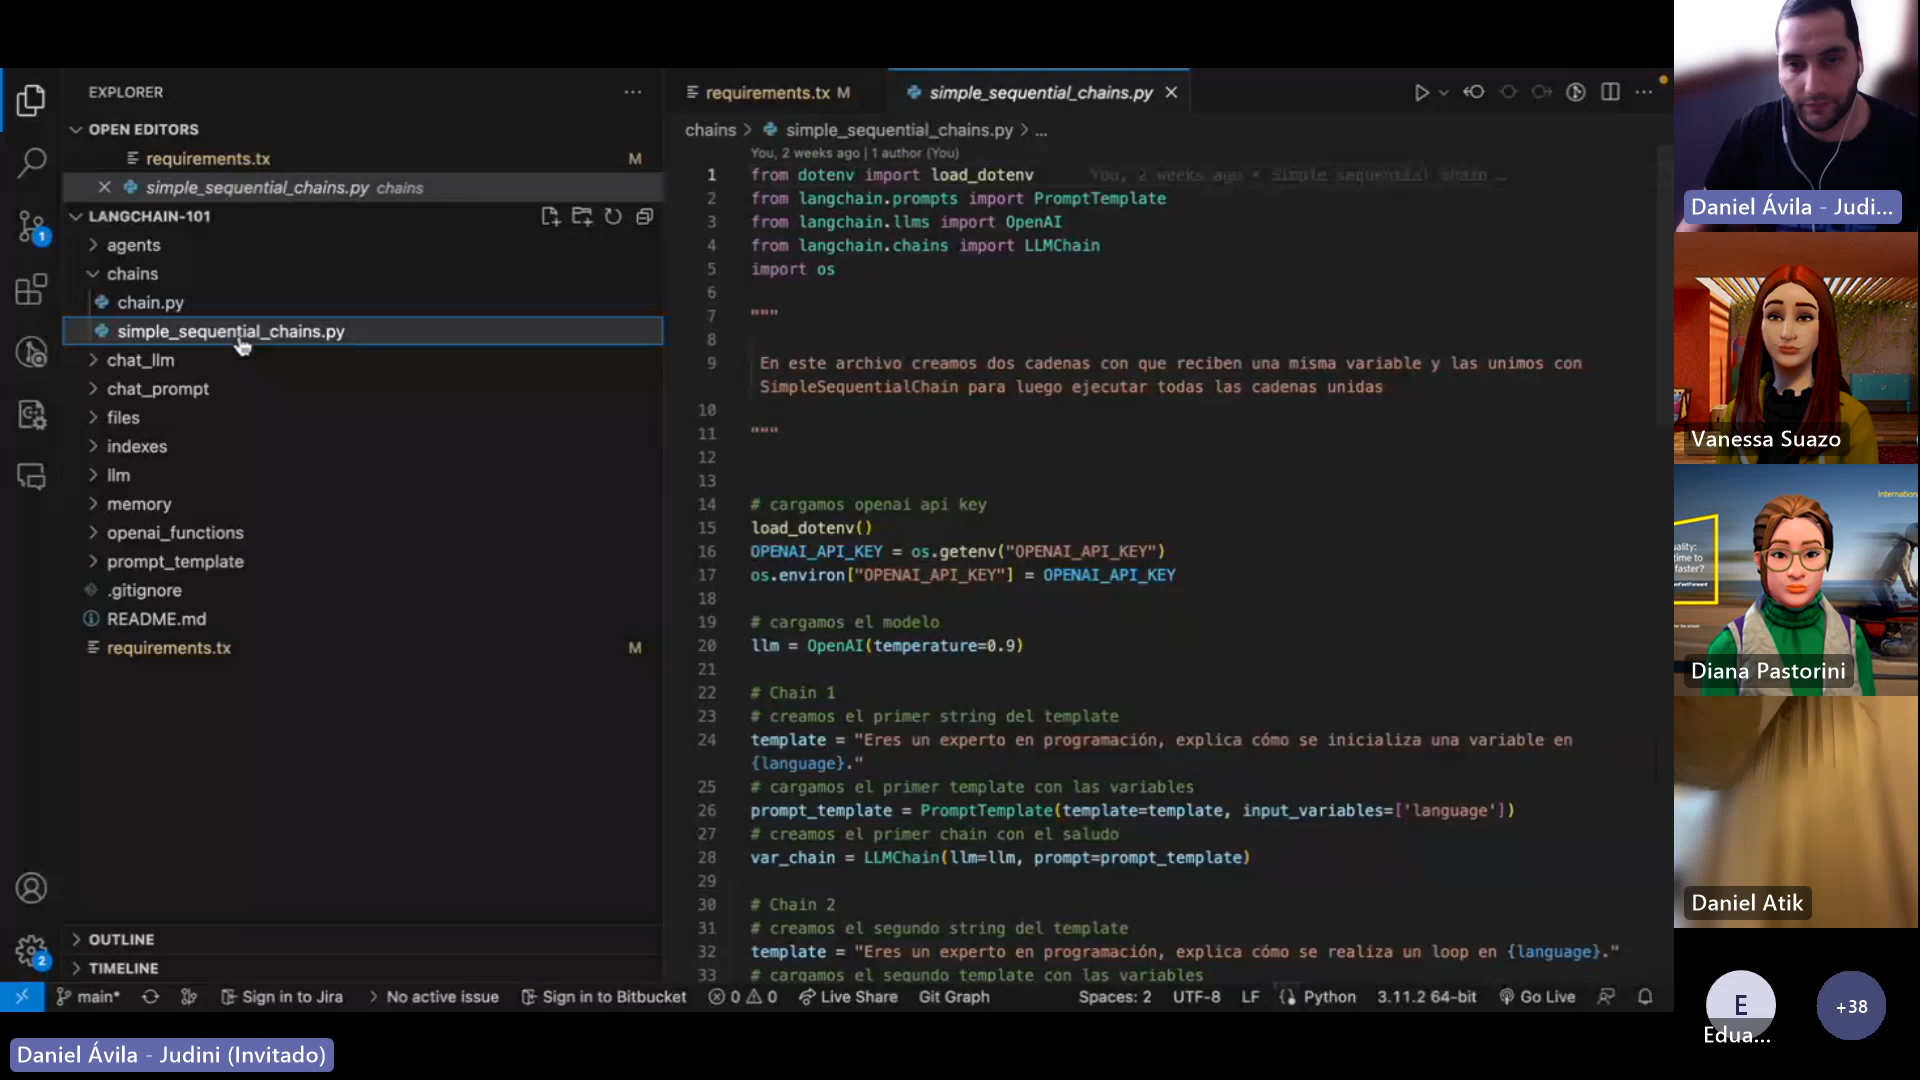 EXPLORER
OPEN EDITORS
requirements.tx M
simple_sequential_chains.py chains
LANGCHAIN-101
agents
chains
chain.py
simple_sequential_chains.py
chat_llm
chat_prompt
files
indexes
llm
memory
openai_functions
prompt_template
.gitignore
README.md
requirements.tx M
OUTLINE
TIMELINE
1
2
requirements.tx M
simple_sequential_chains.py
chains > simple_sequential_chains.py > ...
You, 2 weeks ago | 1 author (You)
1 from dotenv import load_dotenv You, 2 weeks ago • Simple sequential chain …
2 from langchain.prompts import PromptTemplate
3 from langchain.llms import OpenAI
4 from langchain.chains import LLMChain
5 import os
6
7 """
8
9 En este archivo creamos dos cadenas con que reciben una misma variable y las unimos con
SimpleSequentialChain para luego ejecutar todas las cadenas unidas
10
11 """
12
13
14 # cargamos openai api key
15 load_dotenv()
16 OPENAI_API_KEY = os.getenv("OPENAI_API_KEY")
17 os.environ["OPENAI_API_KEY"] = OPENAI_API_KEY
18
19 # cargamos el modelo
20 llm = OpenAI(temperature=0.9)
21
22 # Chain 1
23 # creamos el primer string del template
24 template = "Eres un experto en programación, explica cómo se inicializa una variable en
{language}."
25 # cargamos el primer template con las variables
26 prompt_template = PromptTemplate(template=template, input_variables=['language'])
27 # creamos el primer chain con el saludo
28 var_chain = LLMChain(llm=llm, prompt=prompt_template)
29
30 # Chain 2
31 # creamos el segundo string del template
32 template = "Eres un experto en programación, explica cómo se realiza un loop en {language}."
33 # cargamos el segundo template con las variables
main* Sign in to Jira No active issue Sign in to Bitbucket 0 0 Live Share Git Graph Spaces: 2 UTF-8 LF Python 3.11.2 64-bit Go Live
Daniel Ávila - Judini (Invitado)
Daniel Ávila - Judi...
Vanessa Suazo
Internation
time to
faster?
Diana Pastorini
Daniel Atik
E
Edua...
+38